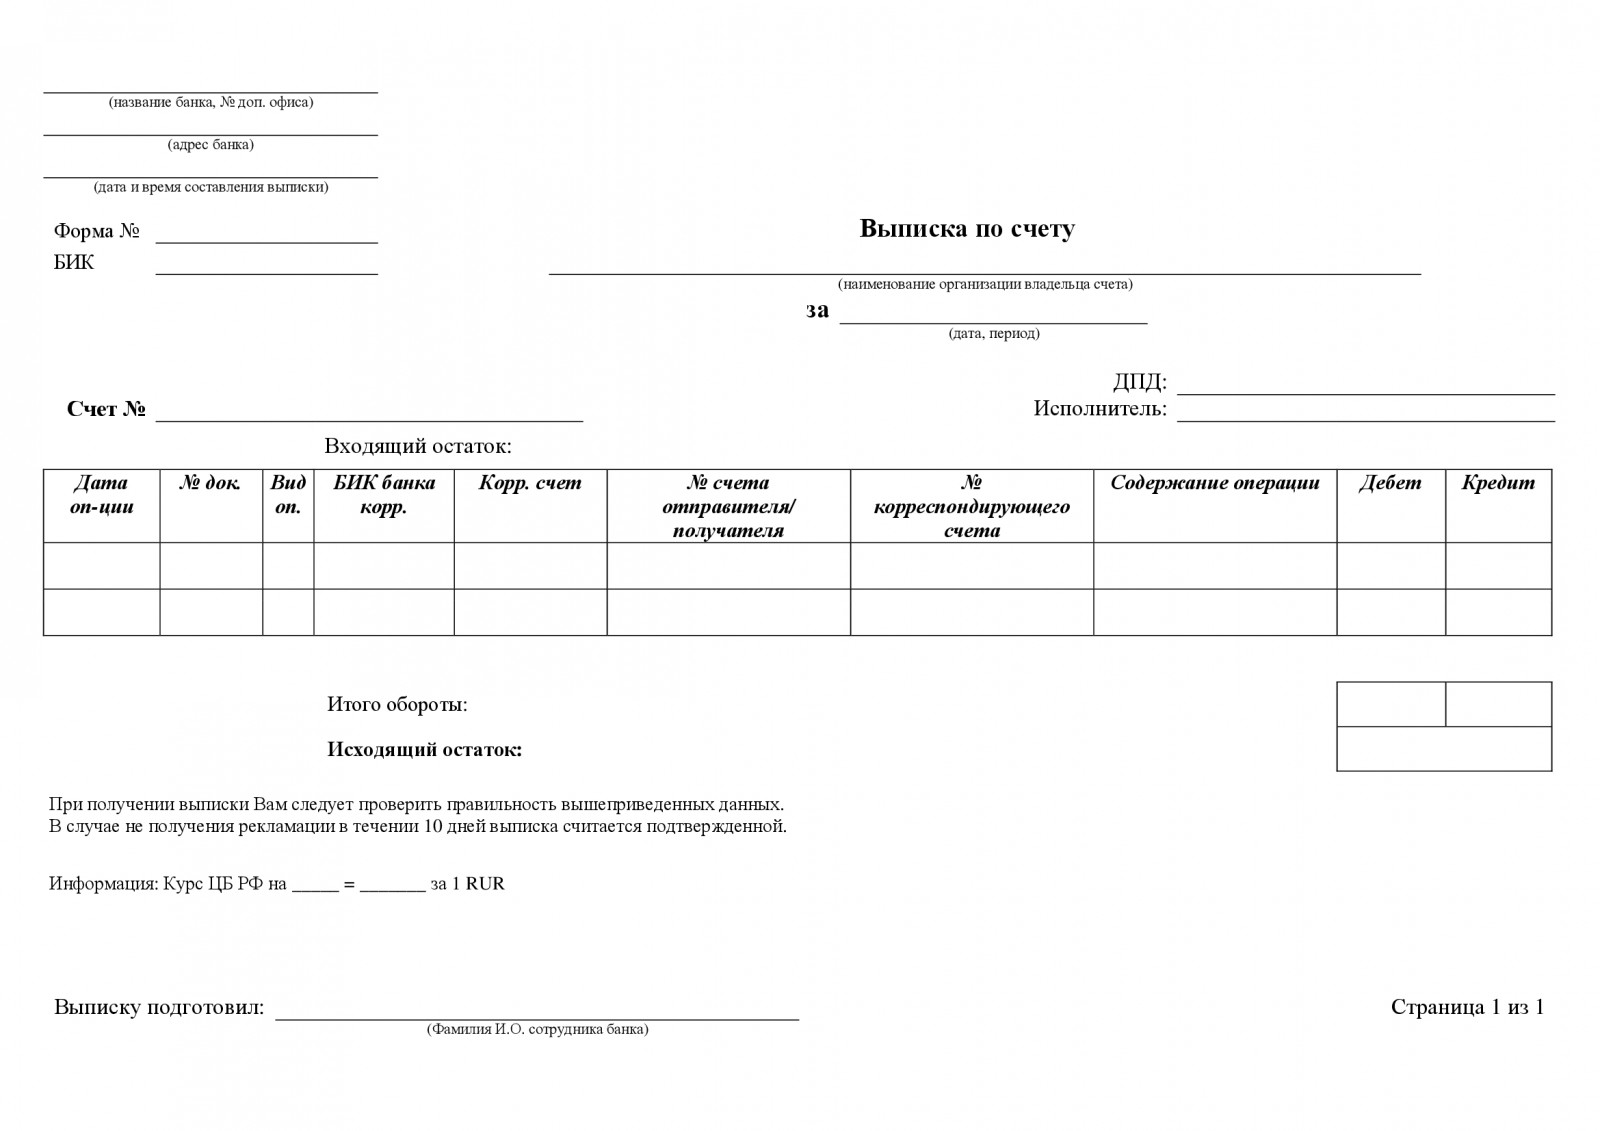 (название банка, № доп. офиса)
(адрес банка)
(дата и время составления выписки)
Форма №
БИК
Выписка по счету
(наименование организации владельца счета)
за
(дата, период)
ДПД:
Счет №
Исполнитель:
Входящий остаток:
Дата оп-ции
№ док.
Вид оп.
БИК банка корр.
Корр. счет
№ счета отправителя/ получателя
№ корреспондирующего счета
Содержание операции
Дебет
Кредит
Итого обороты:
Исходящий остаток:
При получении выписки Вам следует проверить правильность вышеприведенных данных.
В случае не получения рекламации в течении 10 дней выписка считается подтвержденной.
Информация: Курс ЦБ РФ на _____ = _______ за 1 RUR
Выписку подготовил:
(Фамилия И.О. сотрудника банка)
Страница 1 из 1